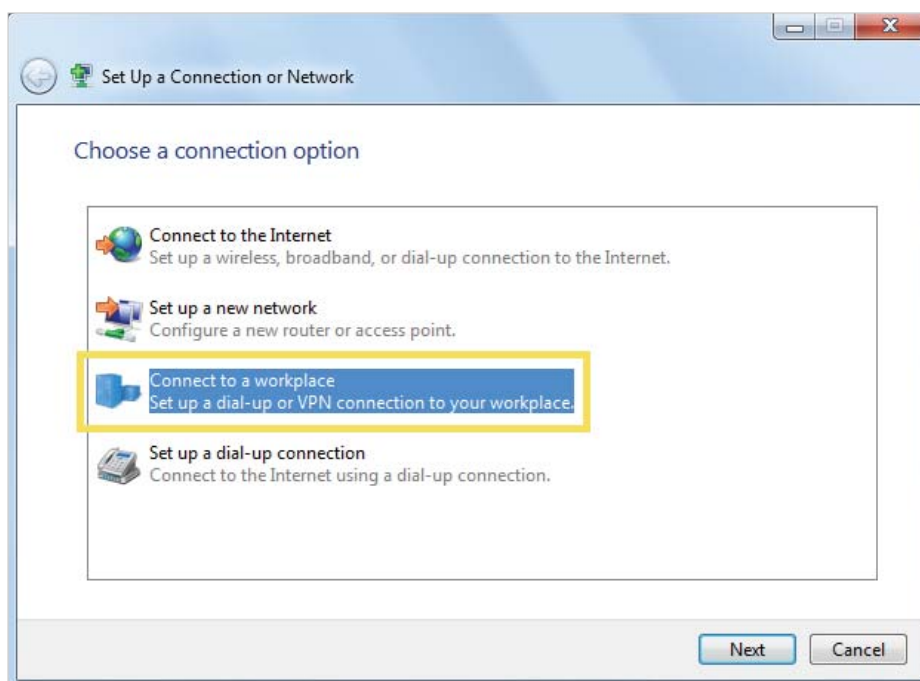 Set Up a Connection or Network
Choose a connection option
Connect to the Internet
Set up a wireless, broadband, or dial-up connection to the Internet.
Set up a new network
Configure a new router or access point.
Connect to a workplace
Set up a dial-up or VPN connection to your workplace.
Set up a dial-up connection
Connect to the Internet using a dial-up connection.
Next Cancel